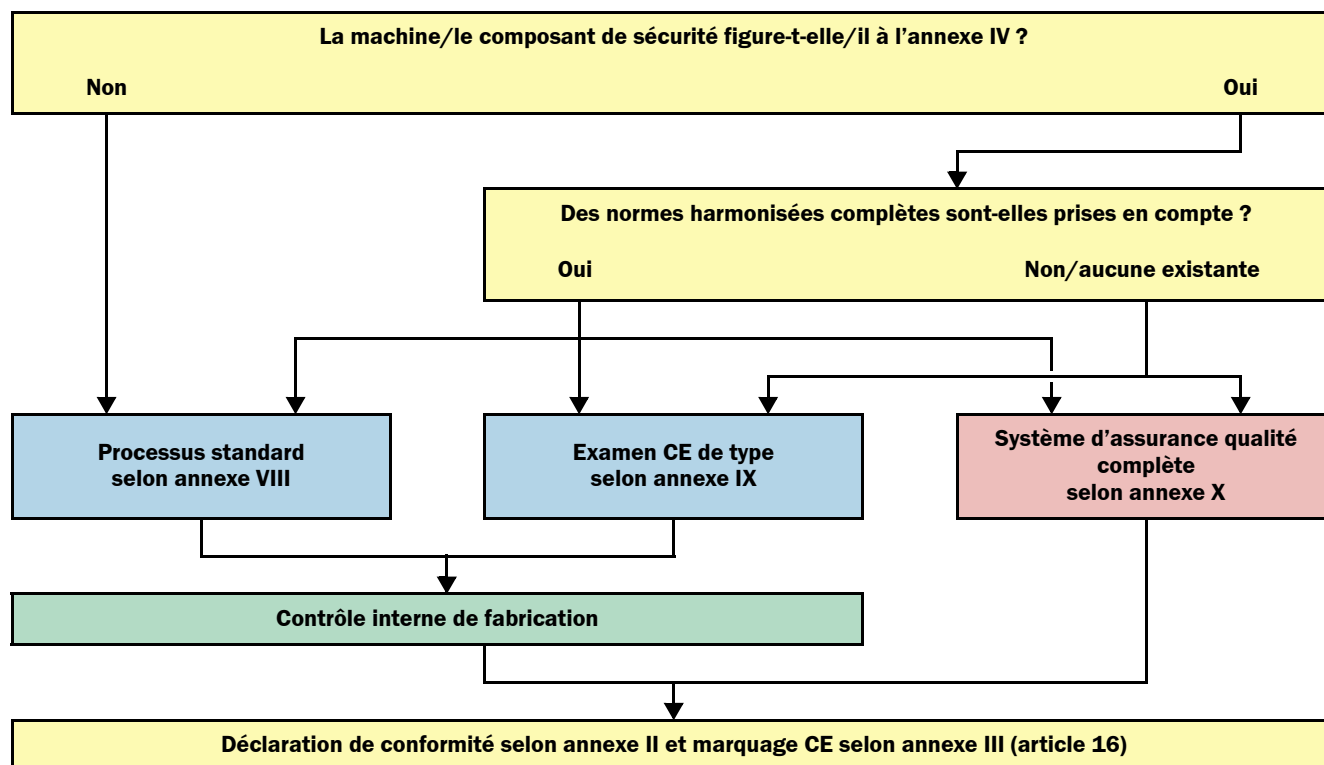 La machine/le composant de sécurité figure-t-elle/il à l’annexe IV ?
Non
Oui
Des normes harmonisées complètes sont-elles prises en compte ?
Oui
Non/aucune existante
Processus standard
selon annexe VIII
Examen CE de type
selon annexe IX
Système d’assurance qualité
complète
selon annexe X
Contrôle interne de fabrication
Déclaration de conformité selon annexe II et marquage CE selon annexe III (article 16)